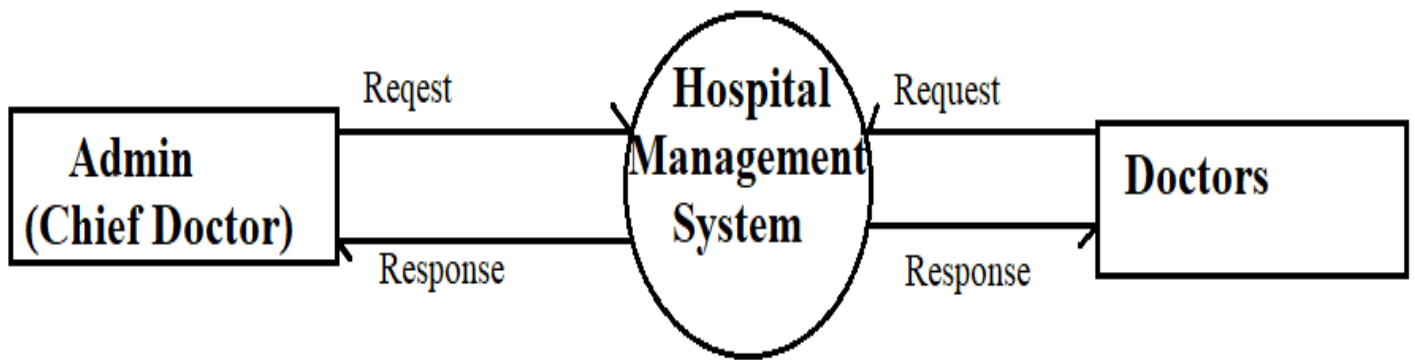 Reqest
Admin
(Chief Doctor)
Response
Hospital
Management
System
Request
Doctors
Response